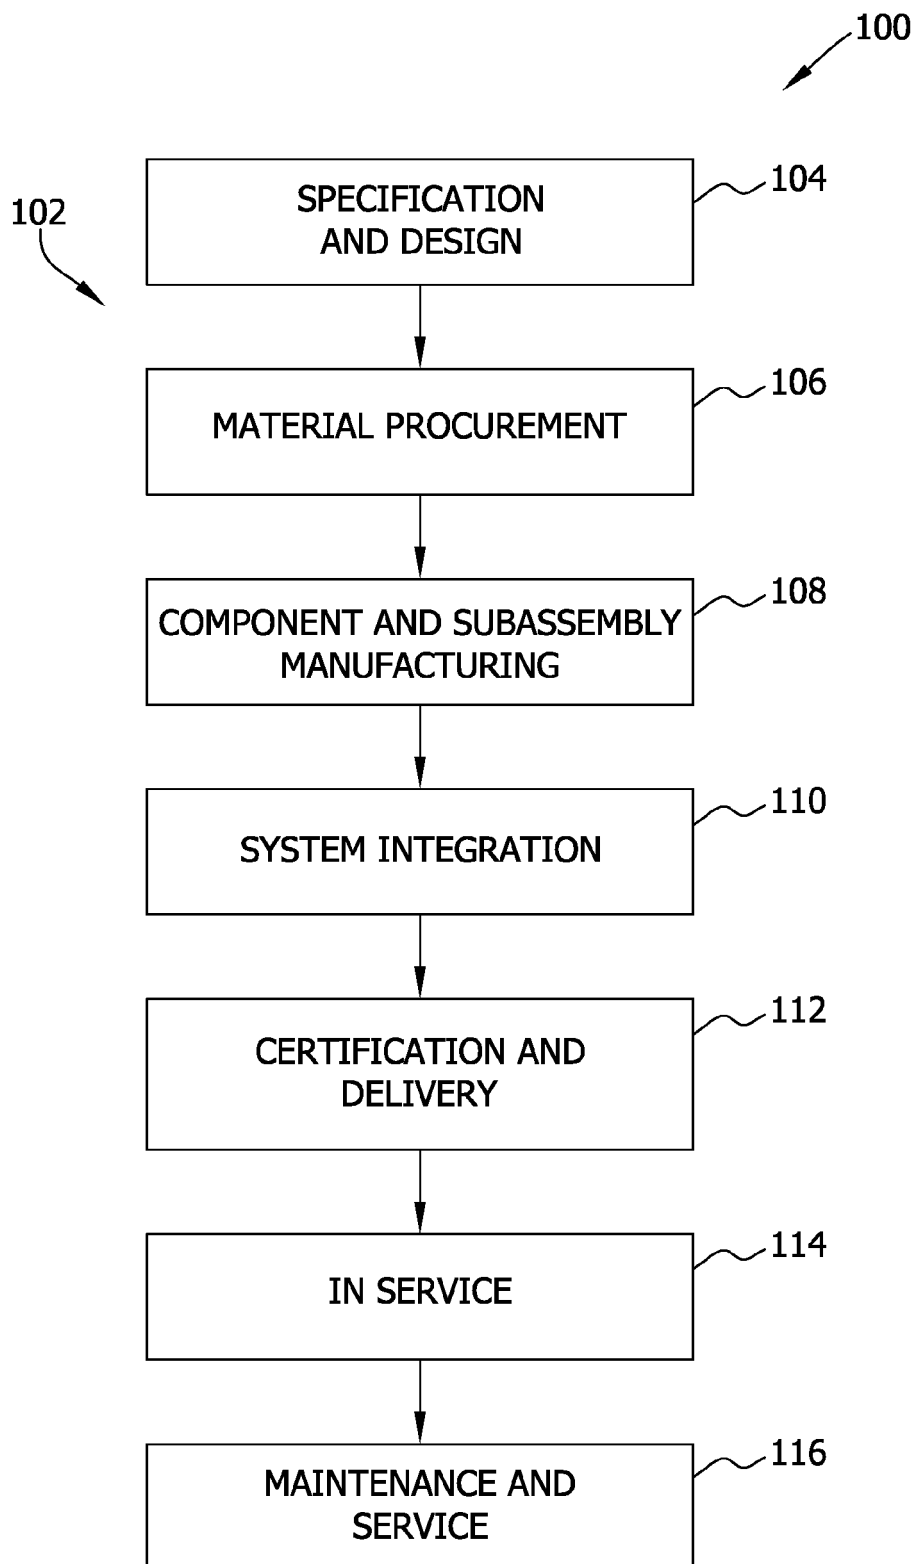 100
SPECIFICATION
AND DESIGN
104
102
MATERIAL PROCUREMENT
106
COMPONENT AND SUBASSEMBLY
MANUFACTURING
108
SYSTEM INTEGRATION
110
CERTIFICATION AND
DELIVERY
112
IN SERVICE
114
MAINTENANCE AND
SERVICE
116